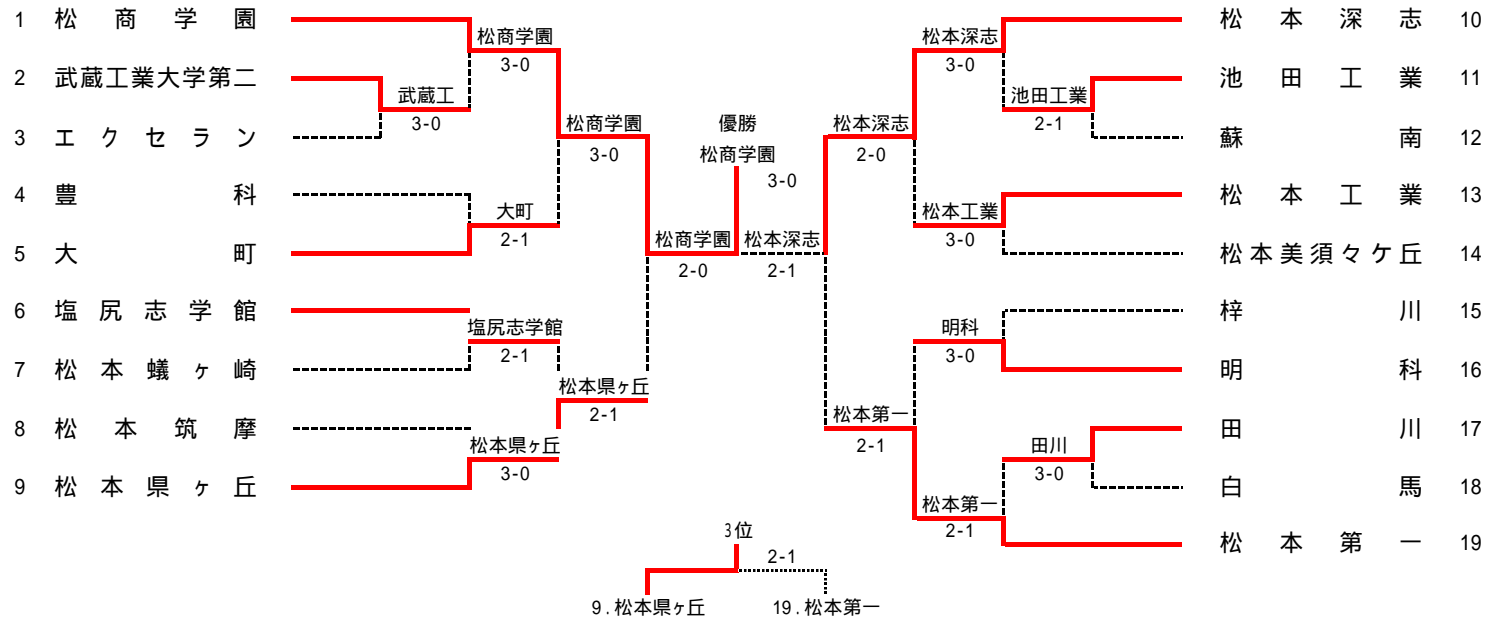 1 松商学園
2 武蔵工業大学第二
3 エクセラン
4 豊科
5 大町
6 塩尻志学館
7 松本蟻ヶ崎
8 松本筑摩
9 松本県ヶ丘
武蔵工
3-0
松商学園
3-0
大町
2-1
塩尻志学館
2-1
松本県ヶ丘
3-0
松商学園
3-0
松本県ヶ丘
2-1
松商学園
2-0
優勝
松商学園
3-0
松本深志
2-1
松本深志
2-0
松本第一
2-1
松本深志
3-0
松本工業
3-0
明科
3-0
松本第一
2-1
池田工業
2-1
田川
3-0
松本深志 10
池田工業 11
蘇南 12
松本工業 13
松本美須々ケ丘 14
梓川 15
明科 16
田川 17
白馬 18
松本第一 19
3位
2-1
9.松本県ヶ丘 19.松本第一